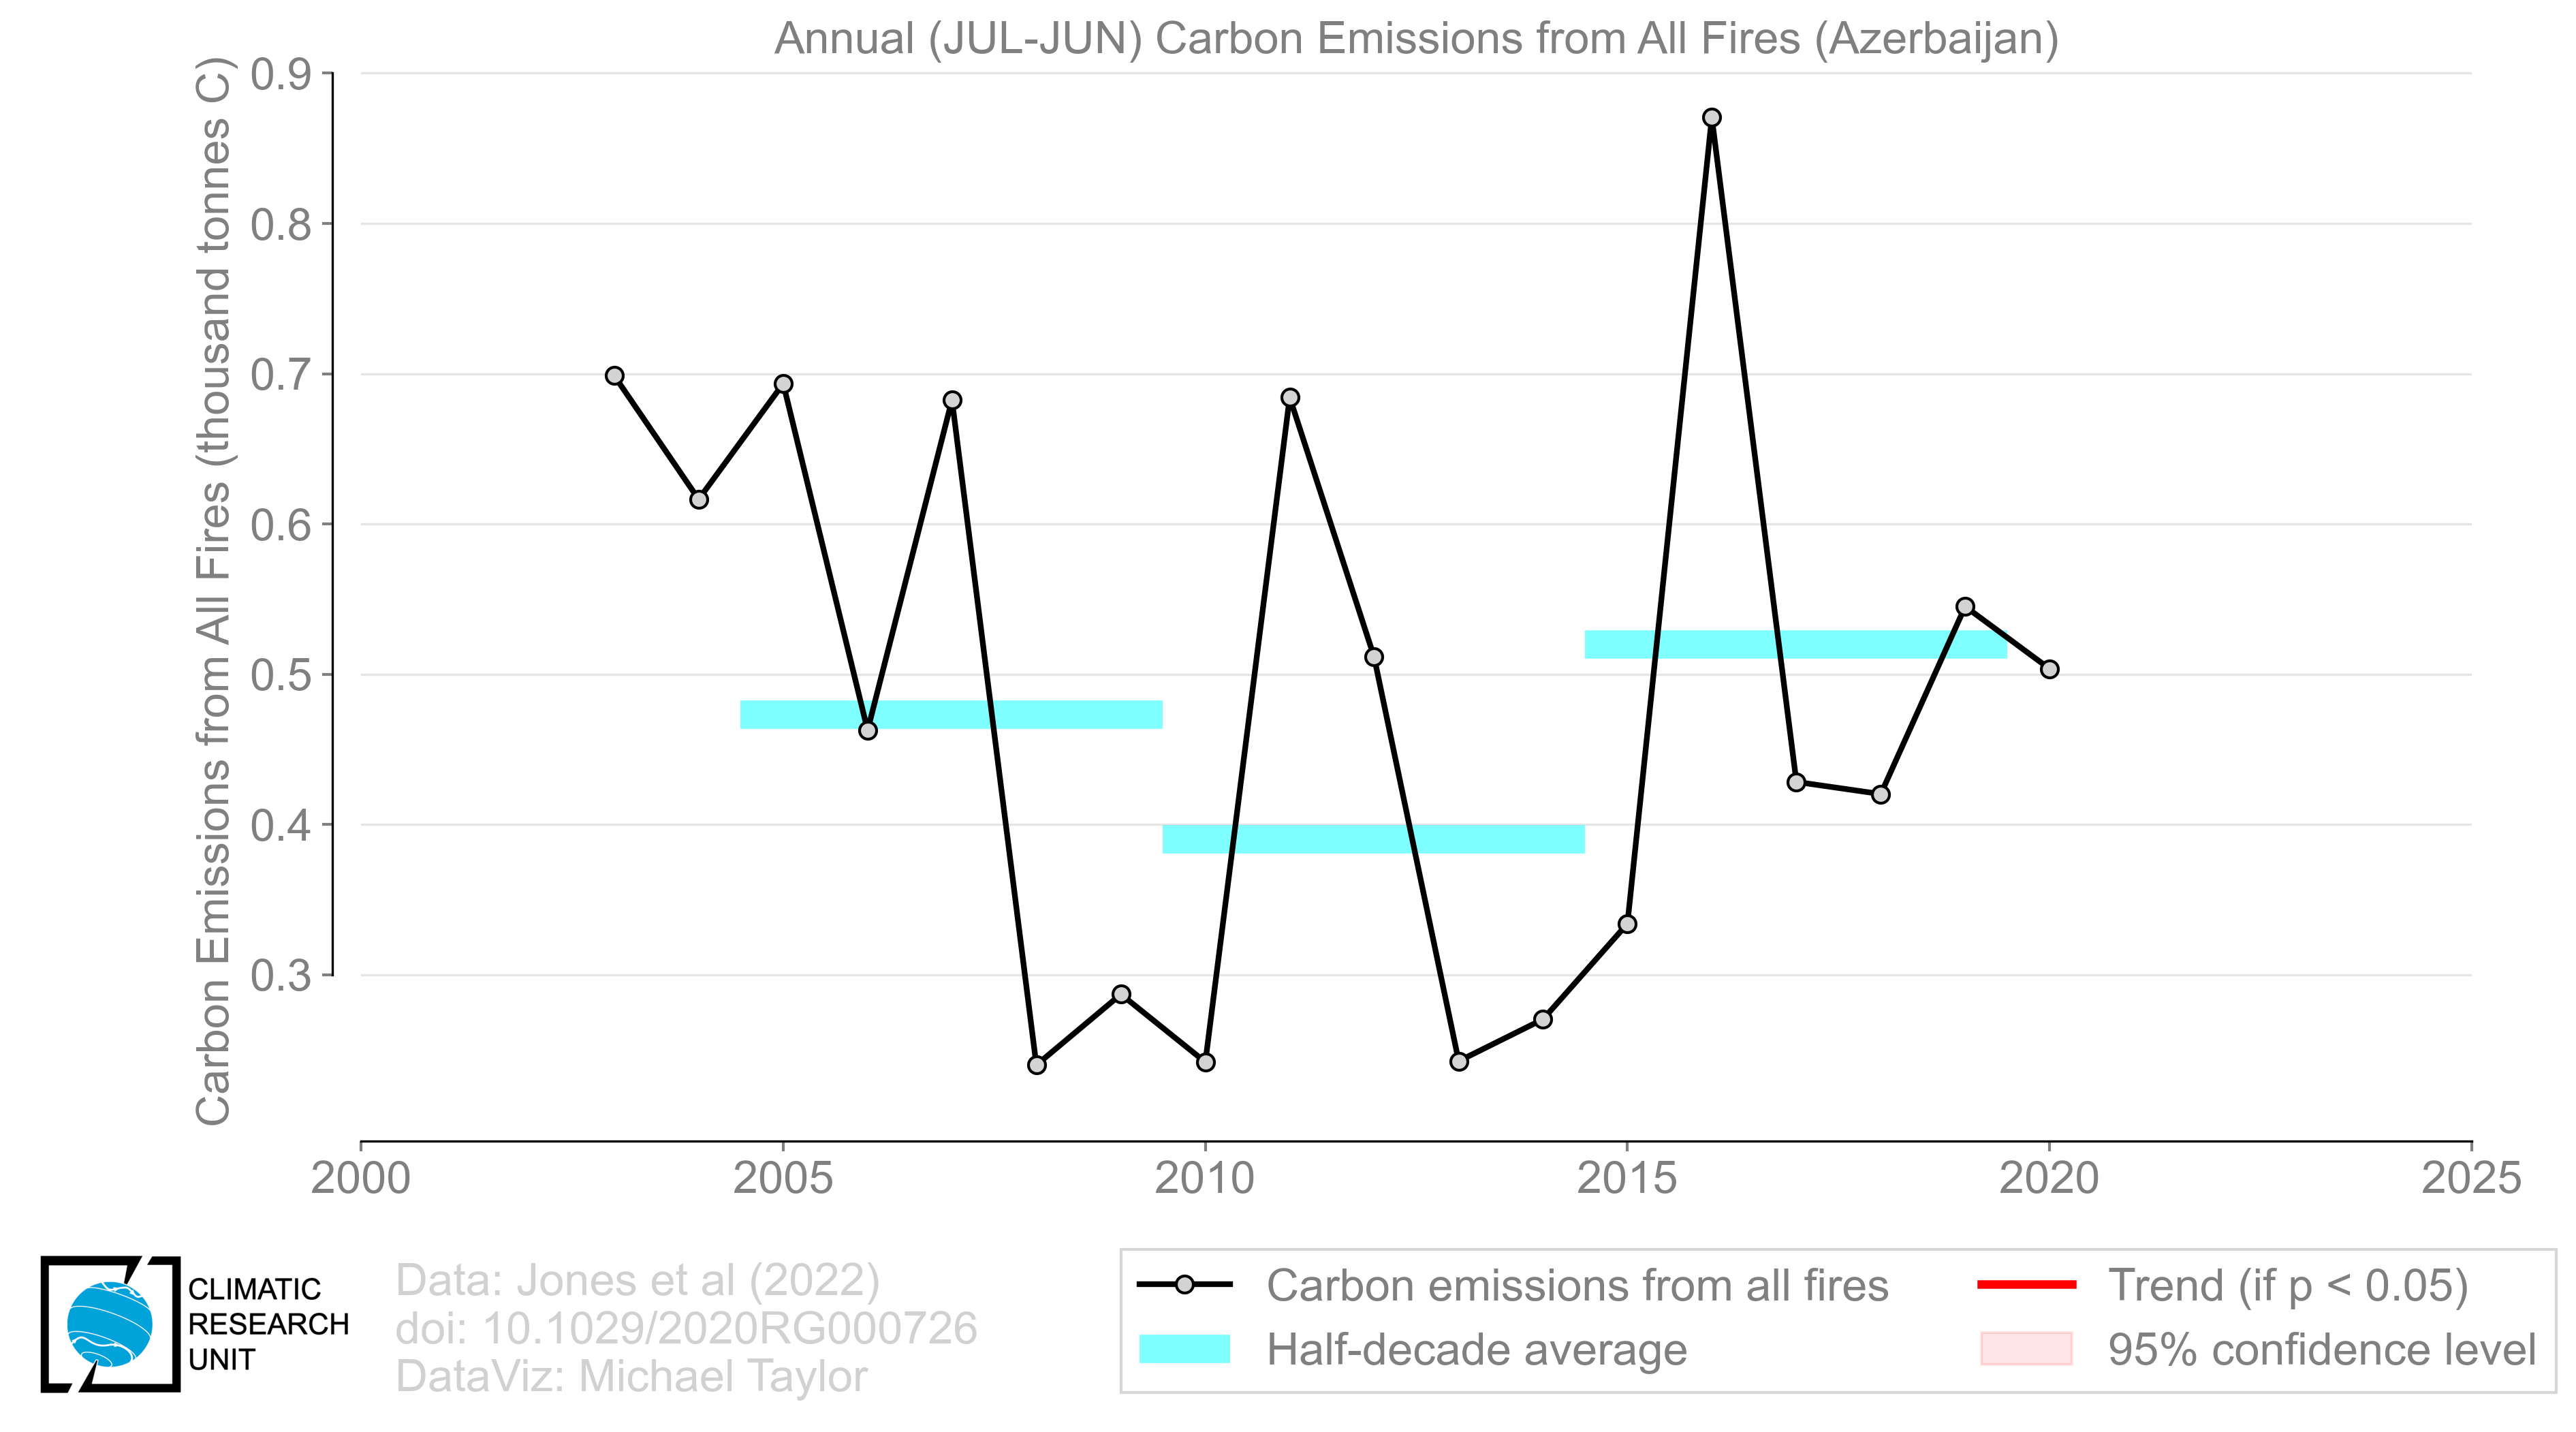 Annual (JUL-JUN) Carbon Emissions from All Fires (Azerbaijan)
Carbon Emissions from All Fires (thousand tonnes C)
0.9
0.8
0.7
0.6
0.5
0.4
0.3
2000
2005
2010
2015
2020
2025
CLIMATIC
RESEARCH
UNIT
Data: Jones et al (2022)
doi: 10.1029/2020RG000726
DataViz: Michael Taylor
Carbon emissions from all fires
Half-decade average
Trend (if p < 0.05)
95% confidence level